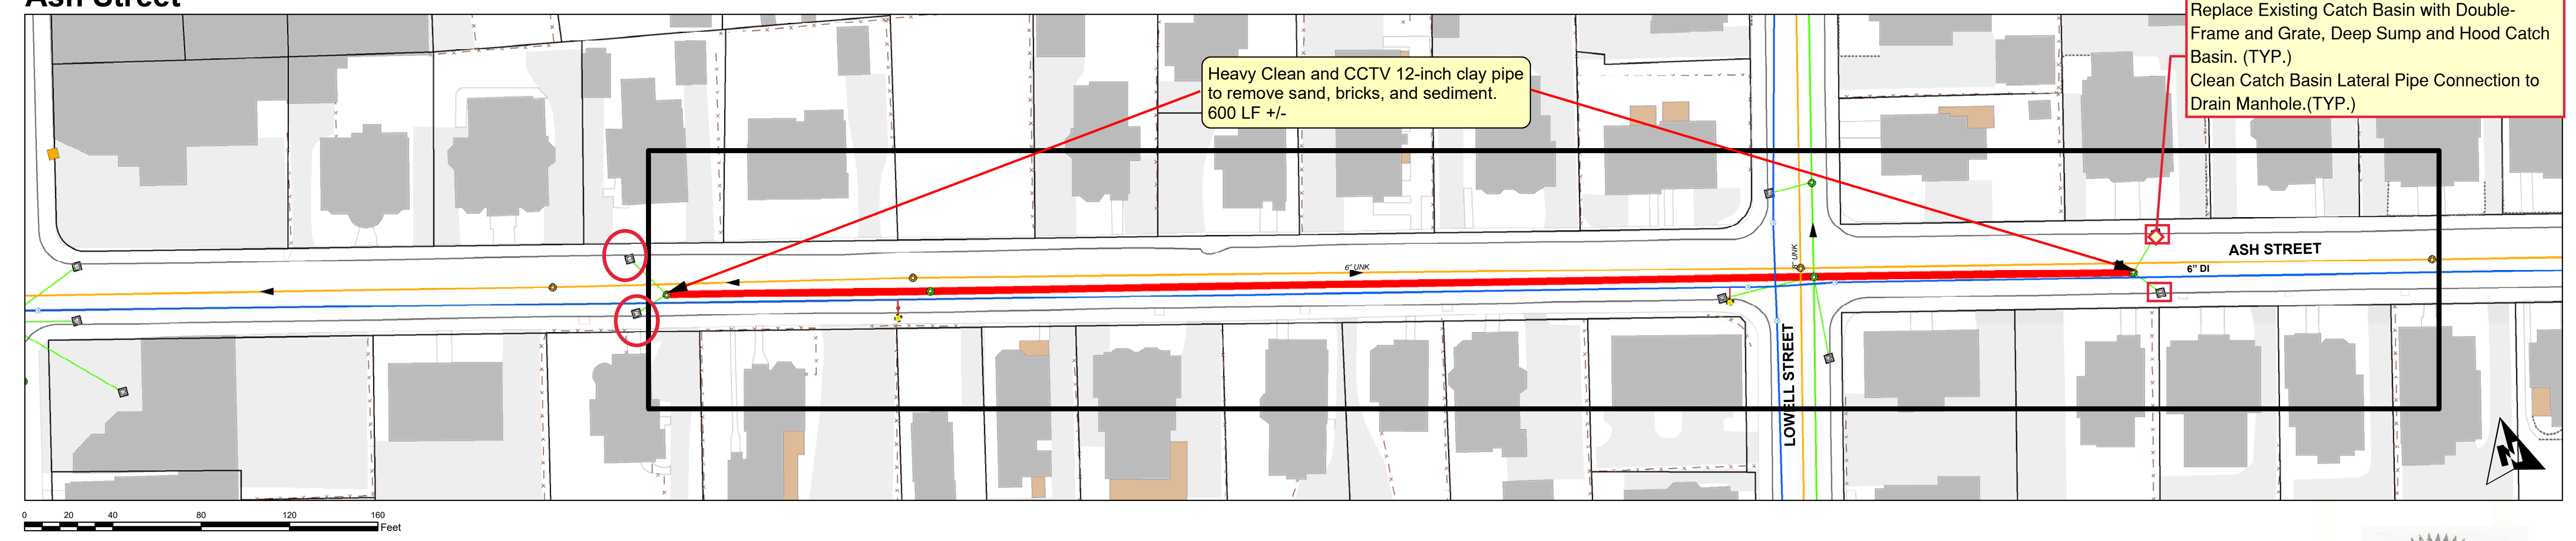 Ash Street
Replace Existing Catch Basin with Double-
Frame and Grate, Deep Sump and Hood Catch
Basin. (TYP.)
Clean Catch Basin Lateral Pipe Connection to
Drain Manhole.(TYP.)
Heavy Clean and CCTV 12-inch clay pipe
to remove sand, bricks, and sediment.
600 LF +/-
ASH STREET
6" UNK
UNK
6" DI
LOWELL STREET
N
0 20 40 80 120 160
Feet